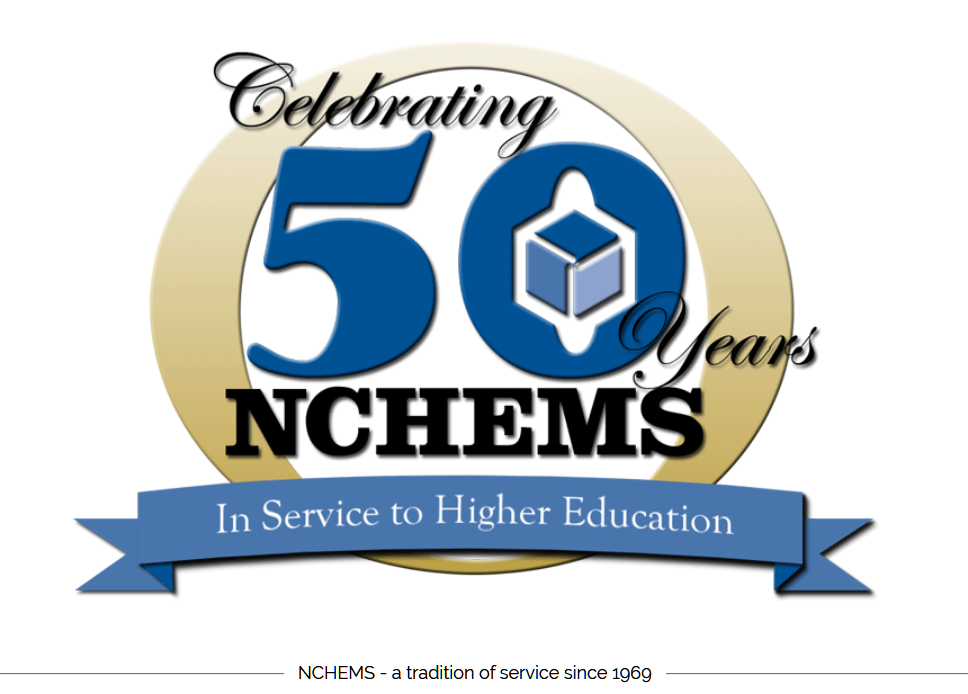 Celebrating
50
Years
NCHEMS
In Service to Higher Education
NCHEMS - a tradition of service since 1969